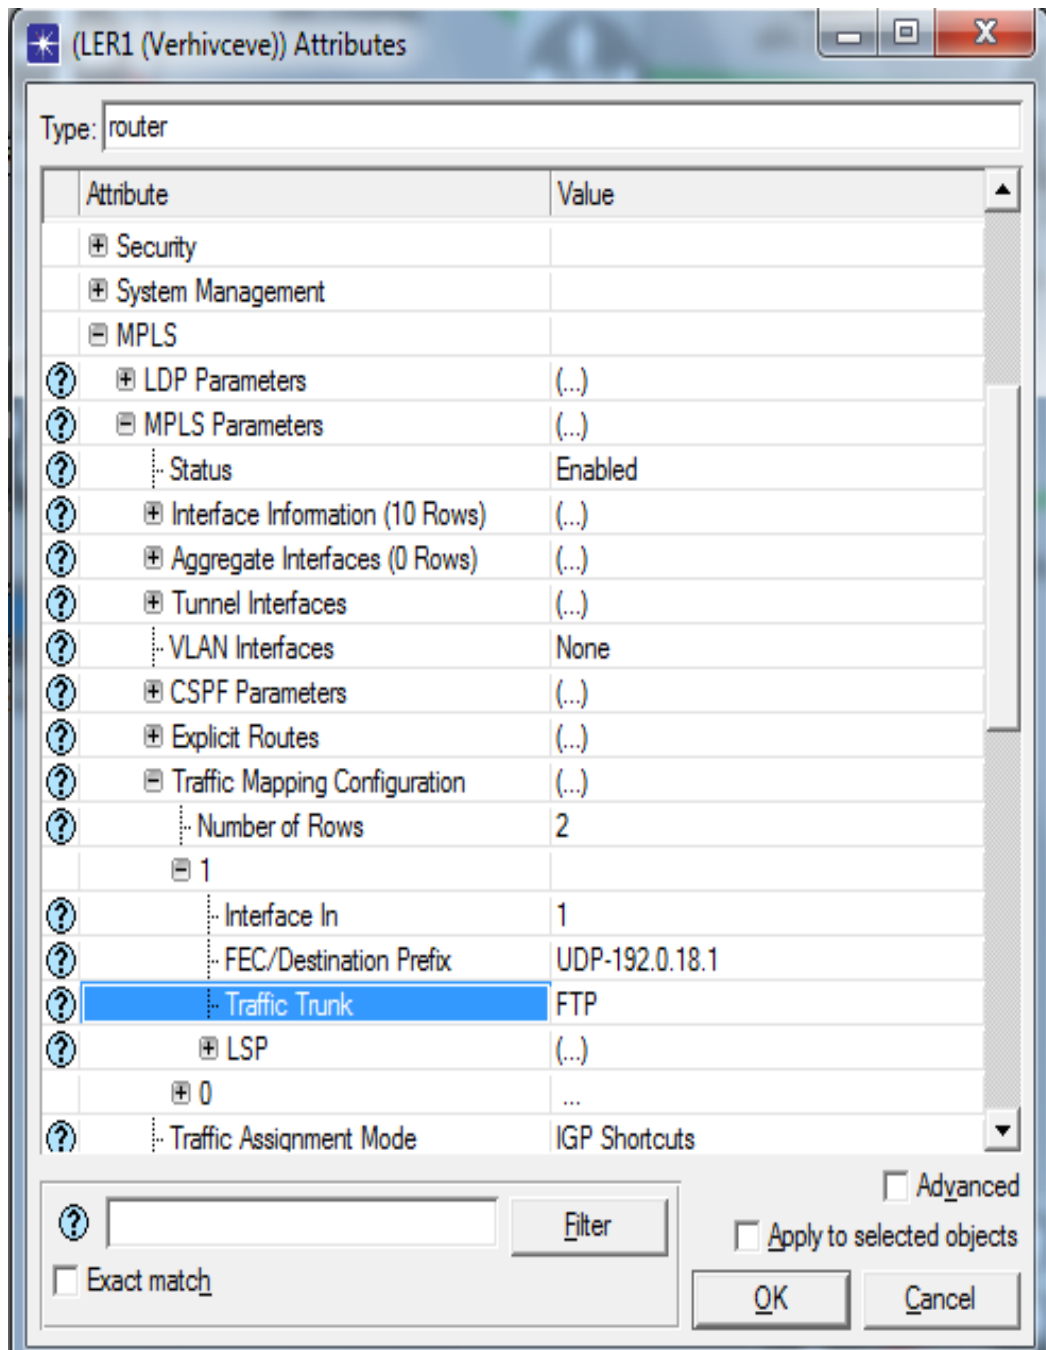 (LER1 (Verhivceve)) Attributes
Type: router
Attribute Value
Security
System Management
MPLS
LDP Parameters (...)
MPLS Parameters (...)
Status Enabled
Interface Information (10 Rows) (...)
Aggregate Interfaces (0 Rows) (...)
Tunnel Interfaces (...)
VLAN Interfaces None
CSPF Parameters (...)
Explicit Routes (...)
Traffic Mapping Configuration (...)
Number of Rows 2
1
Interface In 1
FEC/Destination Prefix UDP-192.0.18.1
Traffic Trunk FTP
LSP (...)
0 ...
Traffic Assignment Mode IGP Shortcuts
Advanced
Filter
Apply to selected objects
Exact match
OK Cancel